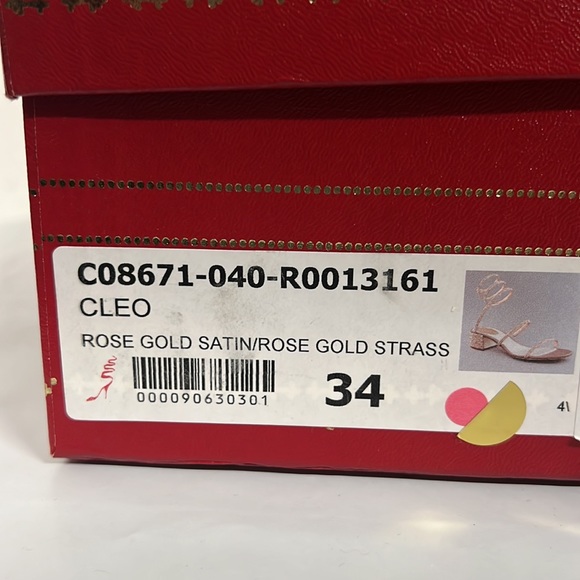 C08671-040-R0013161
CLEO
ROSE GOLD SATIN/ROSE GOLD STRASS
000090630301
34